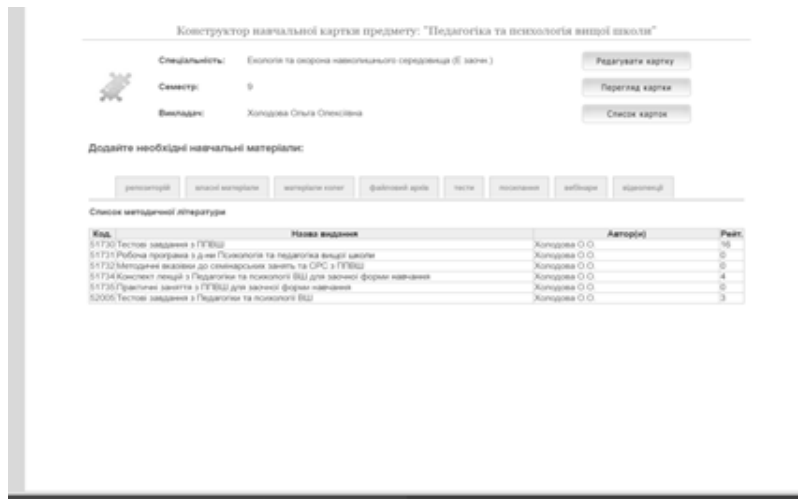 Конструктор навчальної картки предмету: "Педагогіка та психологія вищої школи"
Спеціальність: Екологія та охорона навколишнього середовища (Е заочн.)
Редагувати картку
Семестр: 9
Перегляд картки
Викладач: Холодова Ольга Олексіївна
Список карток
Додайте необхідні навчальні матеріали:
репозиторій власні матеріали матеріали колег файловий архів тести посилання вебінари відеолекції
Список методичної літератури
Код. Назва видання Автор(и) Рейт.
51730 Тестові завдання з ППВШ Холодова О.О. 16
51731 Робоча програма з д-ни Психологія та педагогіка вищої школи Холодова О.О. 0
51732 Методичні вказівки до семінарських занять та СРС з ППВШ Холодова О.О. 0
51734 Конспект лекцій з Педагогіки та психології ВШ для заочної форми навчання Холодова О.О. 4
51735 Практичні заняття з ППВШ для заочної форми навчання Холодова О.О. 0
52005 Тестові завдання з Педагогіки та психології ВШ Холодова О.О. 3